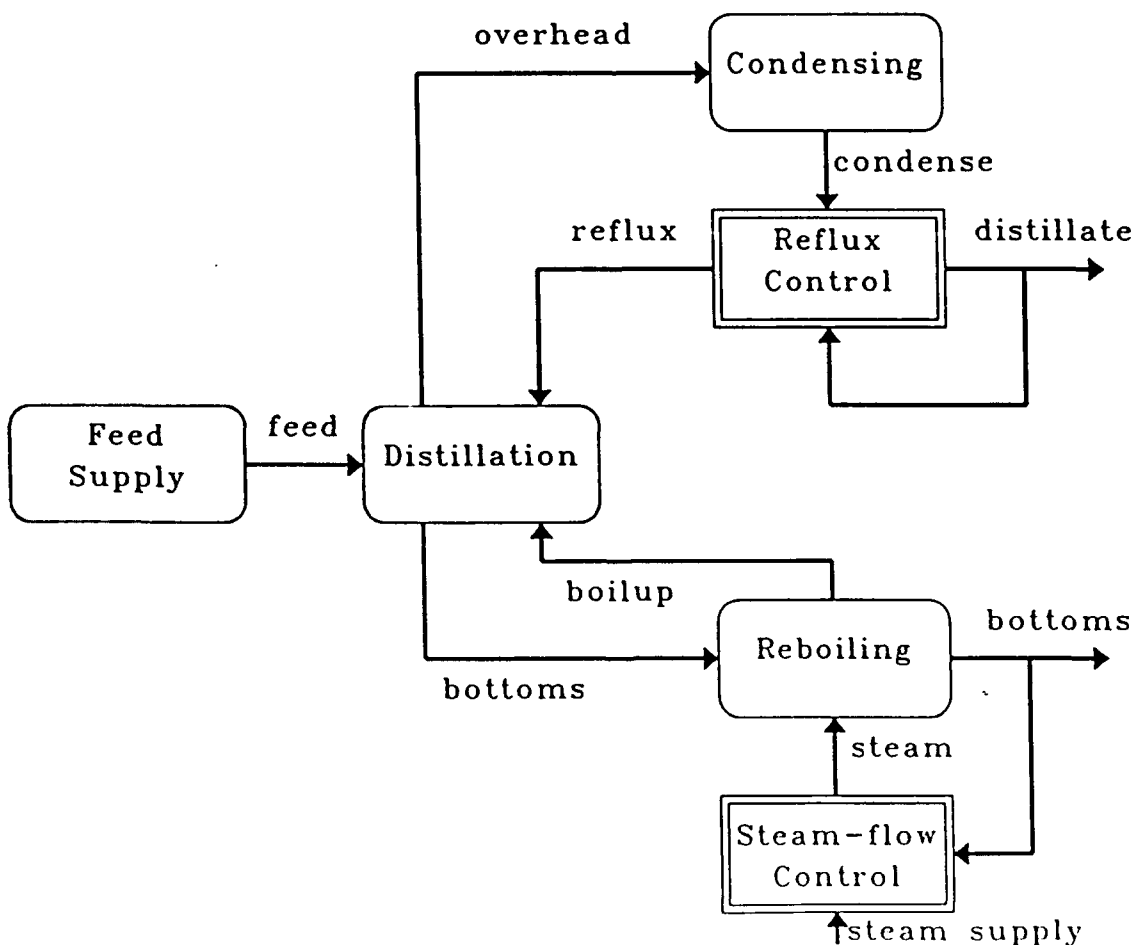 overhead
Condensing
condense
reflux
Reflux
Control
distillate
Feed
Supply
feed
Distillation
boilup
bottoms
Reboiling
bottoms
steam
Steam-flow
Control
steam supply